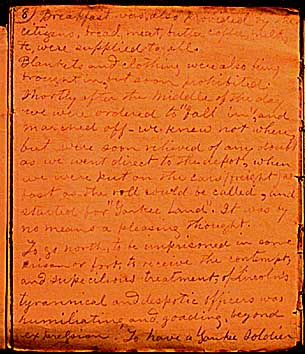 8) Breakfast was also provided by the
citizens, bread, meat, butter coffee, milk
&c, were supplied to all.
Blankets and clothing were also being
brought in, but soon prohibited.
Shortly after the middle of the day,
we were ordered to "fall in", and
marched off - we knew not where,
but were soon relived of any doubt
as we went direct to the depot, when
we were put on the cars (freight) as
fast as the roll could be called, and
started for "Yankee Land". It was by
no means a pleasing thought.
To go north, to be imprisoned in some
prison or fort, to receive the contempt,
and supercilious treatment, of Lincoln's
tyrannical and despotic officers was
humiliating, and goading, beyond
expression. To have a Yankee Soldier